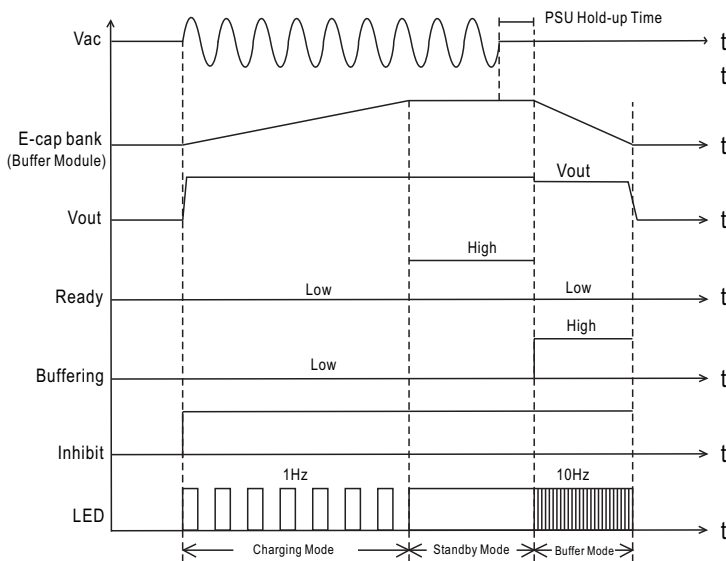 PSU Hold-up Time
Vac
t
t
E-cap bank
(Buffer Module)
t
Vout
Vout
t
High
Ready
Low
Low
t
High
Buffering
Low
t
Inhibit
t
1Hz
10Hz
LED
t
Charging Mode
Standby Mode
Buffer Mode